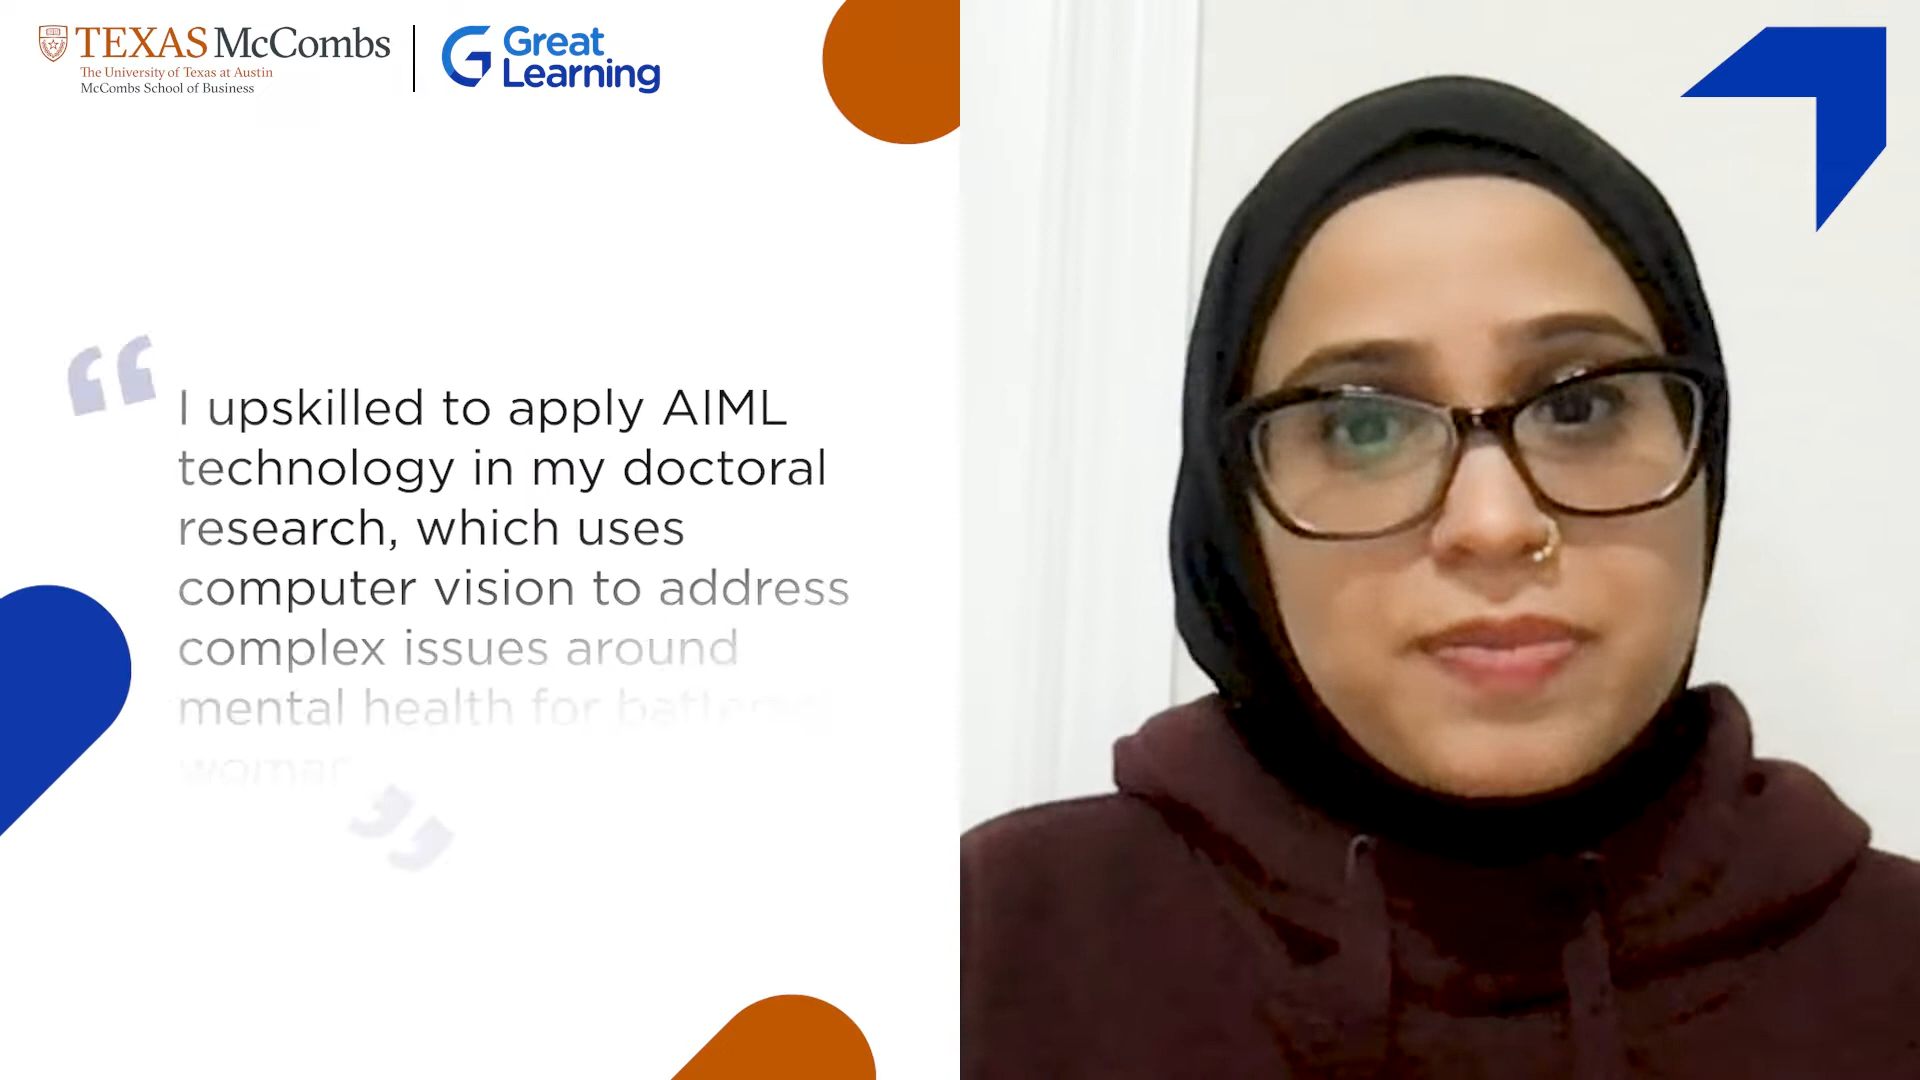 TEXAS McCombs
The University of Texas at Austin
McCombs School of Business
Great
Learning
“
I upskilled to apply AIML
technology in my doctoral
research, which uses
computer vision to address
complex issues around
mental health for battered
”